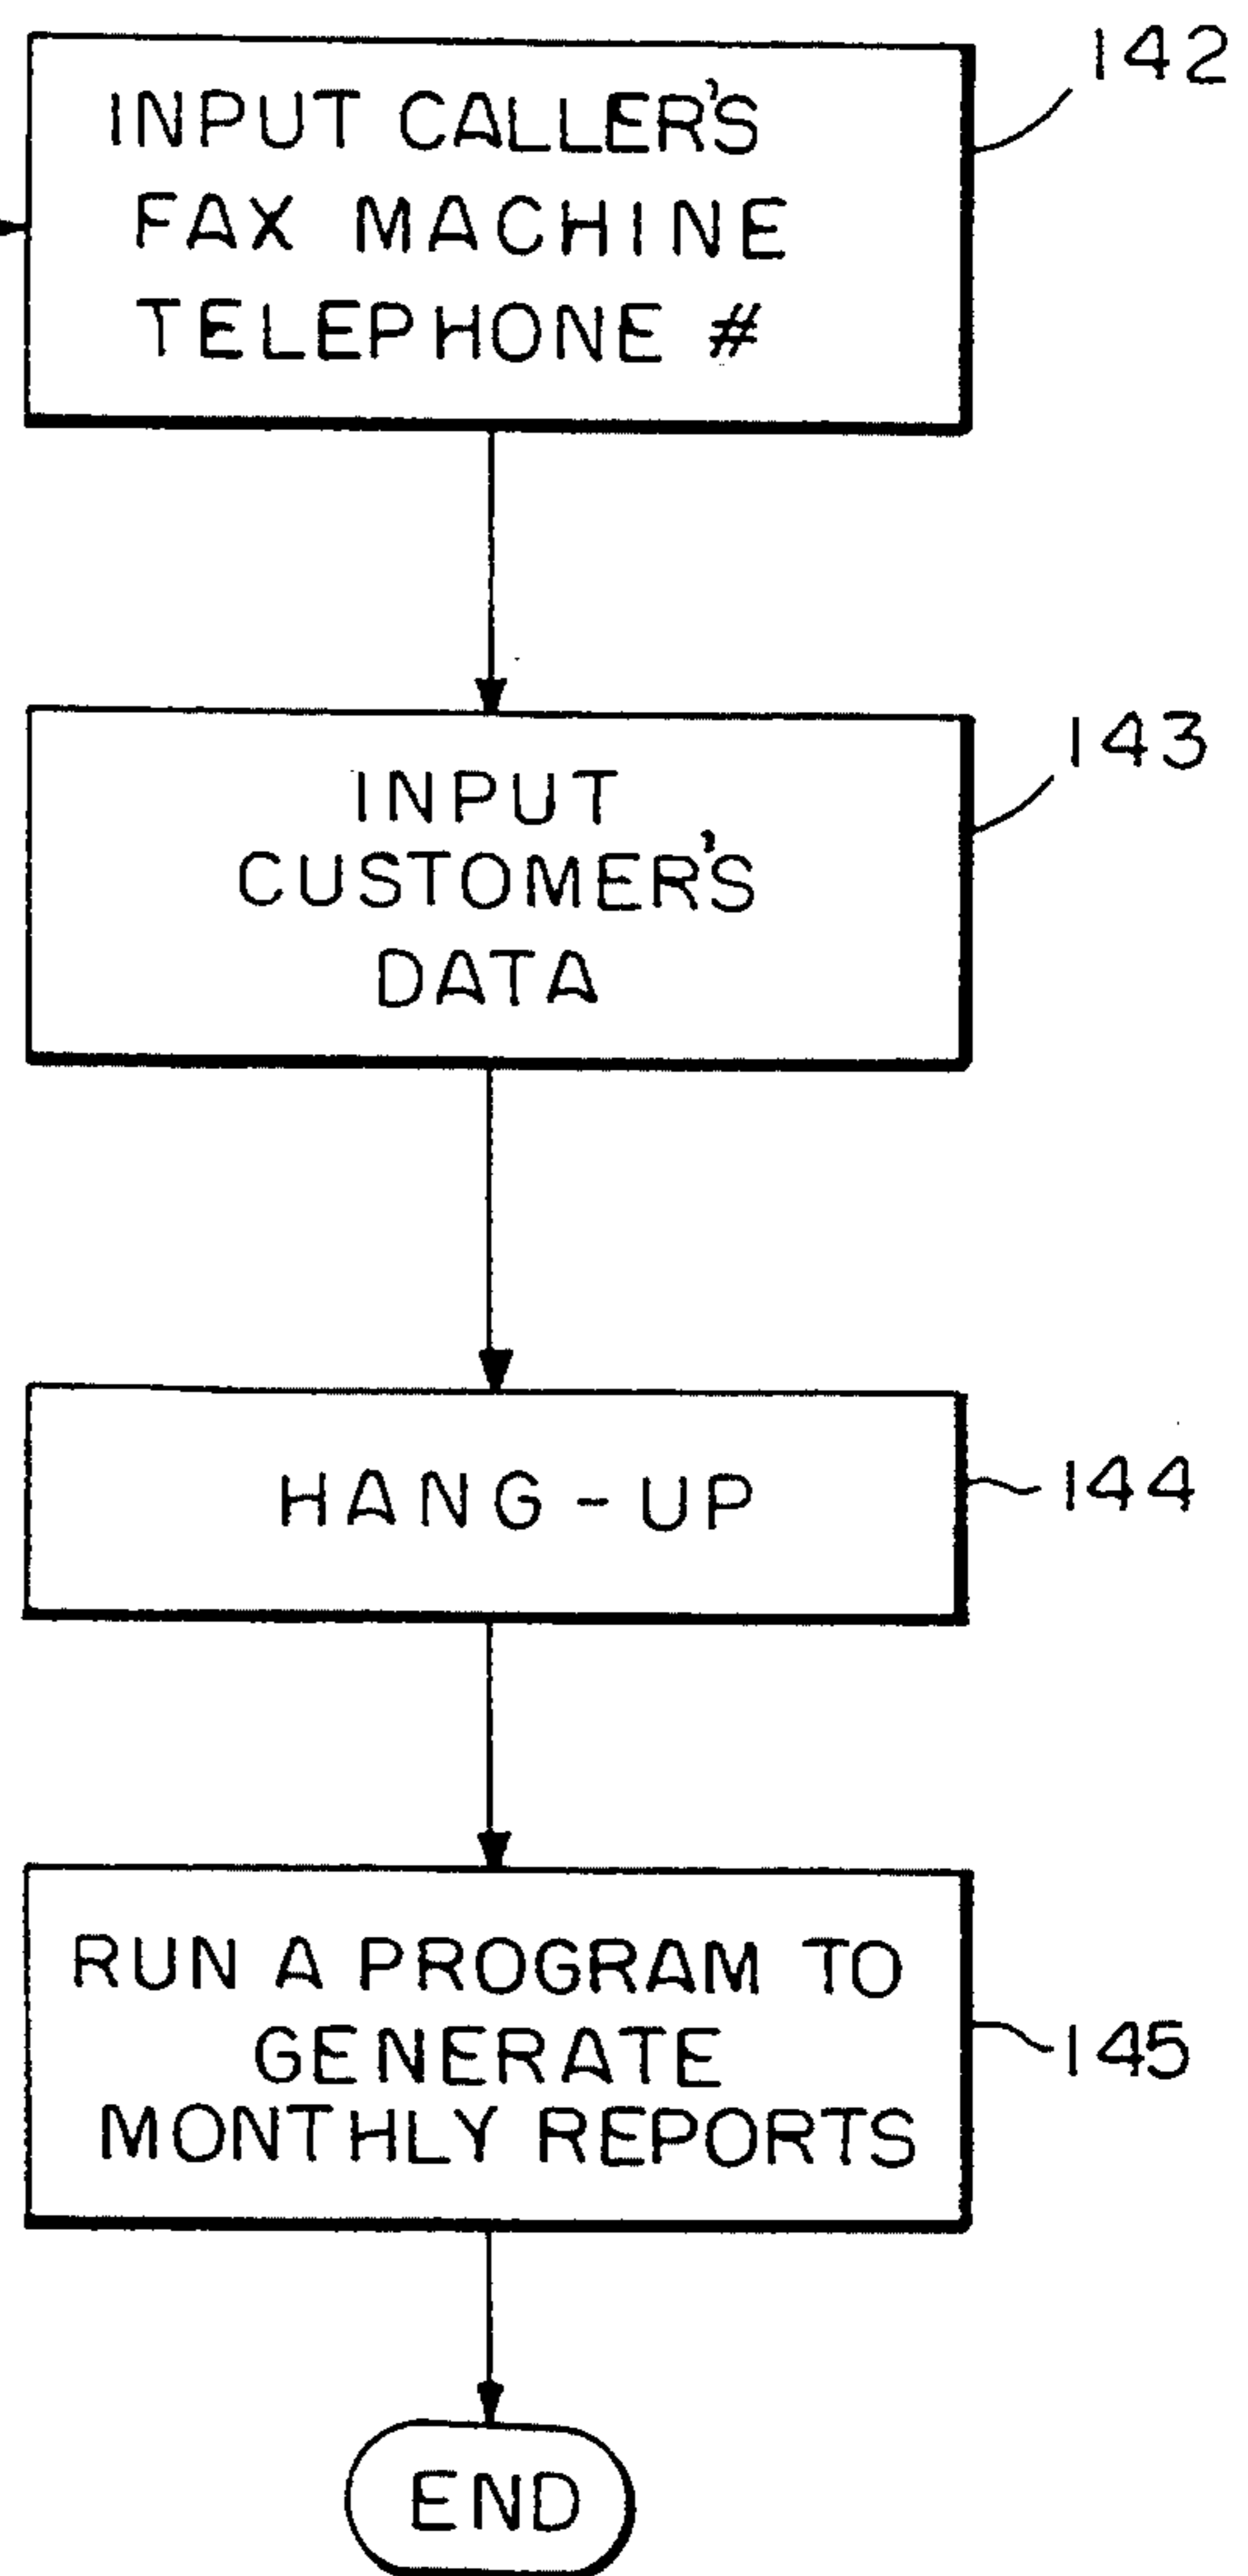 142
INPUT CALLER'S
FAX MACHINE
TELEPHONE #
143
INPUT
CUSTOMER'S
DATA
HANG-UP
144
RUN A PROGRAM TO
GENERATE
MONTHLY REPORTS
145
END